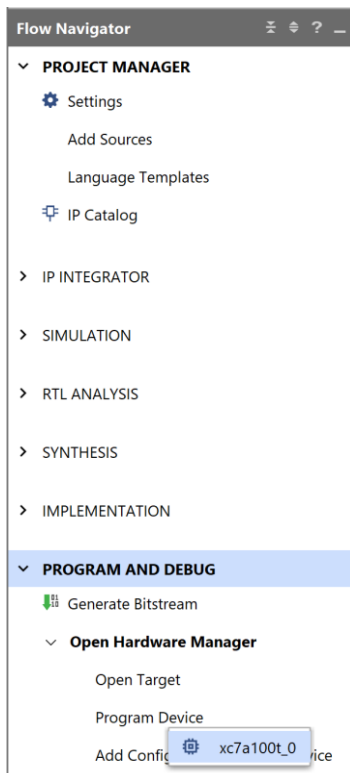 Flow Navigator
PROJECT MANAGER
Settings
Add Sources
Language Templates
IP Catalog
IP INTEGRATOR
SIMULATION
RTL ANALYSIS
SYNTHESIS
IMPLEMENTATION
PROGRAM AND DEBUG
Generate Bitstream
Open Hardware Manager
Open Target
Program Device
xc7a100t_0
Add